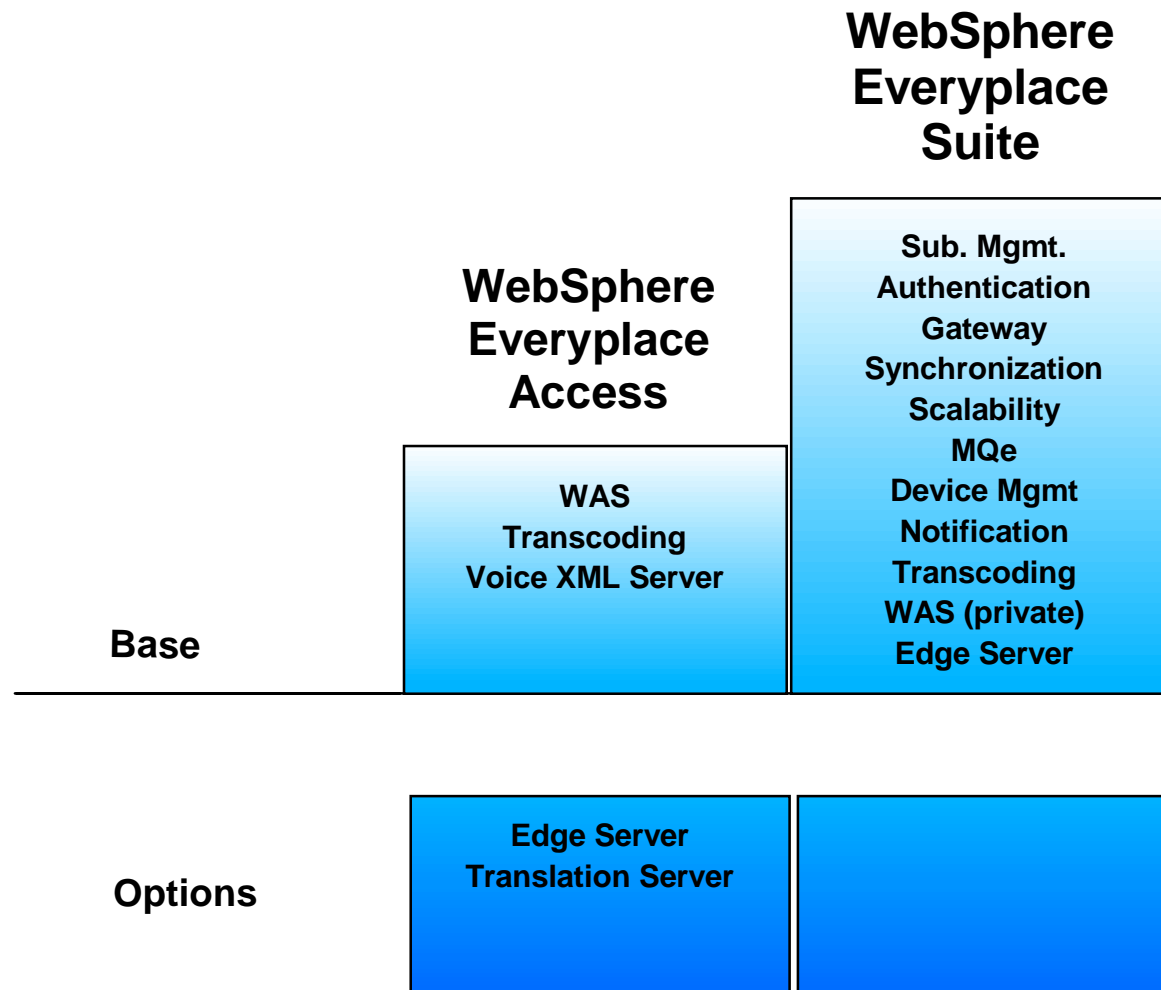 WebSphere
Everyplace
Suite
WebSphere
Everyplace
Access
Sub. Mgmt.
Authentication
Gateway
Synchronization
Scalability
MQe
Device Mgmt
Notification
Transcoding
WAS (private)
Edge Server
WAS
Transcoding
Voice XML Server
Base
Edge Server
Translation Server
Options